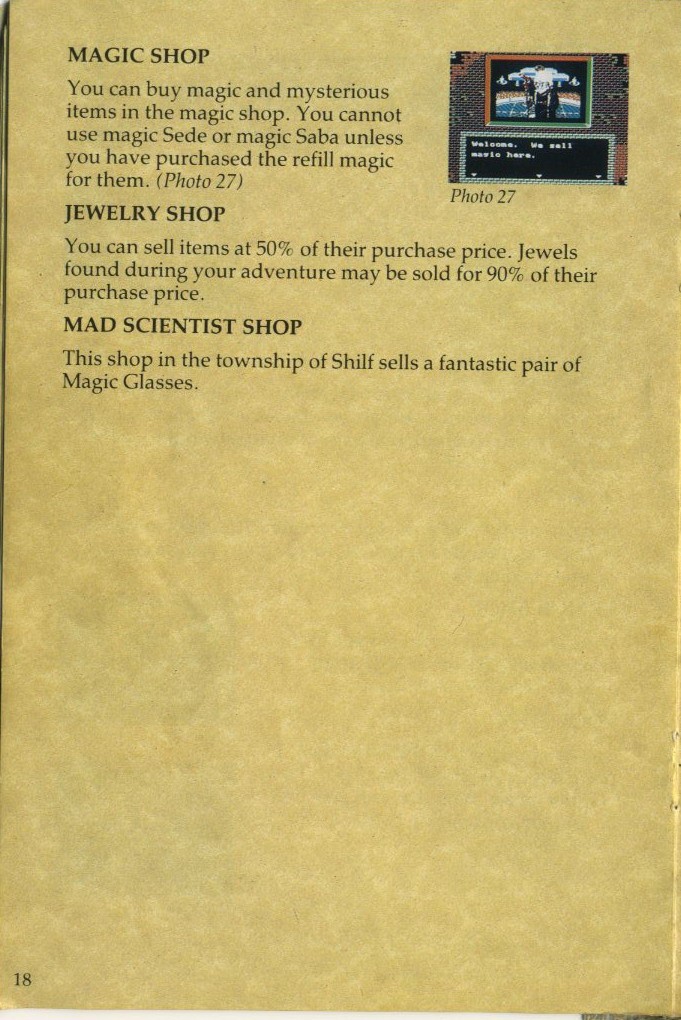 MAGIC SHOP
You can buy magic and mysterious
items in the magic shop. You cannot
use magic Sede or magic Saba unless
you have purchased the refill magic
for them. (Photo 27)
Welcome. We sell
magic here.
Photo 27
JEWELRY SHOP
You can sell items at 50% of their purchase price. Jewels
found during your adventure may be sold for 90% of their
purchase price.
MAD SCIENTIST SHOP
This shop in the township of Shilf sells a fantastic pair of
Magic Glasses.
18